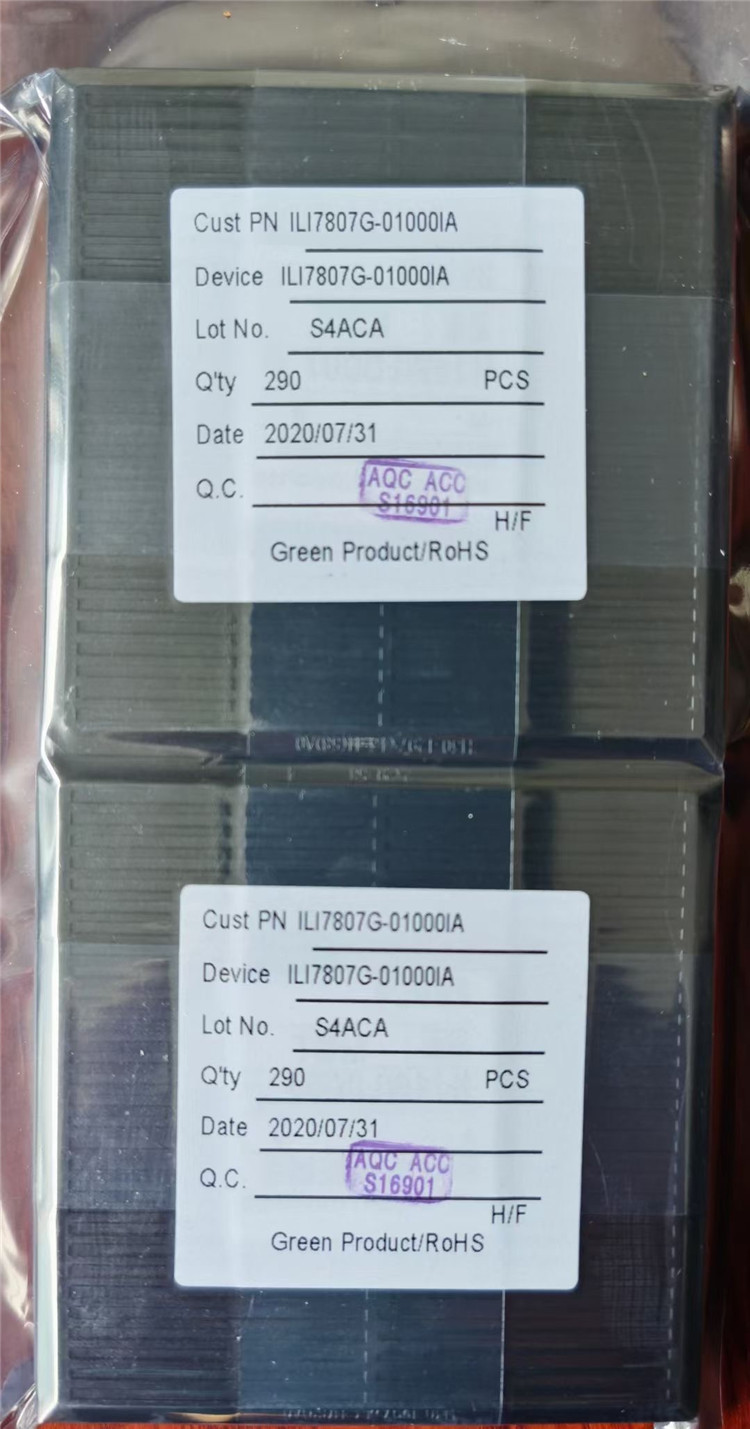 Cust PN ILI7807G-01000IA
Device ILI7807G-01000IA
Lot No. S4ACA
Q'ty 290 PCS
Date 2020/07/31
Q.C.
AQC ACC
S16901
H/F
Green Product/RoHS
Cust PN ILI7807G-01000IA
Device ILI7807G-01000IA
Lot No. S4ACA
Q'ty 290 PCS
Date 2020/07/31
Q.C.
AQC ACC
S16901
H/F
Green Product/RoHS